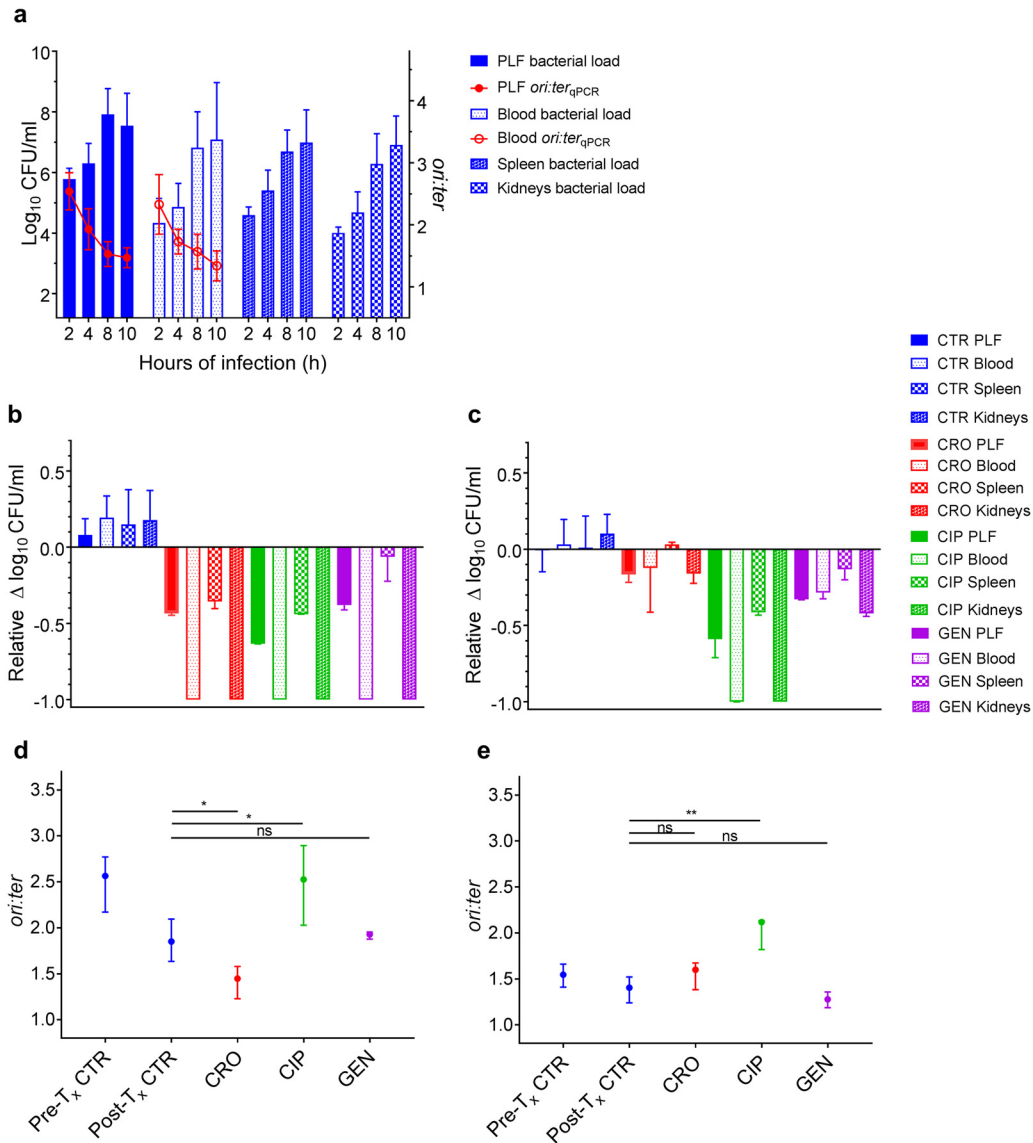 a
10
8
6
4
2
Log10 CFU/ml
4
3
2
1
ori:ter
2 4 8 10 2 4 8 10 2 4 8 10 2 4 8 10
Hours of infection (h)
PLF bacterial load
PLF ori:terqPCR
Blood bacterial load
Blood ori:terqPCR
Spleen bacterial load
Kidneys bacterial load
b
0.5
0.0
-0.5
-1.0
Relative Δ log10 CFU/ml
c
0.5
0.0
-0.5
-1.0
Relative Δ log10 CFU/ml
CTR PLF
CTR Blood
CTR Spleen
CTR Kidneys
CRO PLF
CRO Blood
CRO Spleen
CRO Kidneys
CIP PLF
CIP Blood
CIP Spleen
CIP Kidneys
GEN PLF
GEN Blood
GEN Spleen
GEN Kidneys
d
3.5
3.0
2.5
2.0
1.5
1.0
ori:ter
*
*
ns
Pre-Tx CTR
Post-Tx CTR
CRO
CIP
GEN
e
3.5
3.0
2.5
2.0
1.5
1.0
ori:ter
**
ns
ns
Pre-Tx CTR
Post-Tx CTR
CRO
CIP
GEN